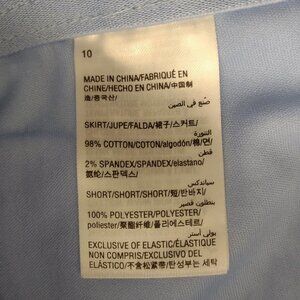 10
MADE IN CHINA/FABRIQUÉ EN
CHINE/HECHO EN CHINA/中国制
造/중국산/
صنع في الصين
SKIRT/JUPE/FALDA/裙子/스커트/
التنورة
98% COTTON/COTON/algodón/棉/면/
قطن
2% SPANDEX/SPANDEX/elastano/
氨纶/스판덱스/
سباندكس
SHORT/SHORT/SHORT/短/반바지/
بنطلون قصير
100% POLYESTER/POLYESTER/
poliéster/聚酯纤维/폴리에스테르/
بولي أستر
EXCLUSIVE OF ELASTIC/ÉLASTIQUE
NON COMPRIS/EXCLUSIVO DEL
ELÁSTICO/不含松紧带/탄성부는 세탁